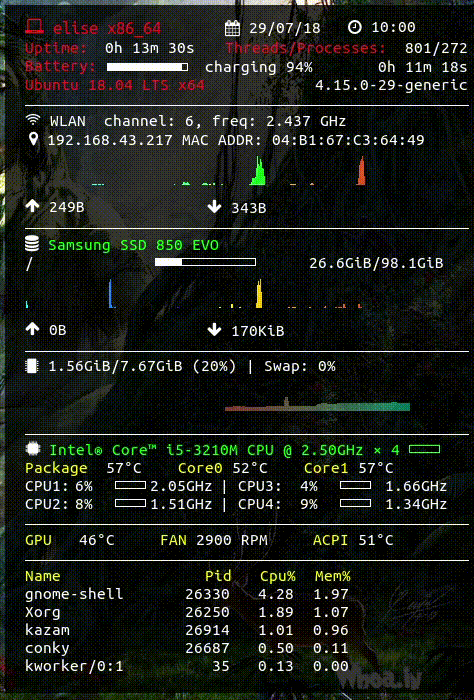 elise x86_64 29/07/18 10:00
Uptime: 0h 13m 30s Threads/Processes: 801/272
Battery: charging 94% 0h 11m 18s
Ubuntu 18.04 LTS x64 4.15.0-29-generic
WLAN channel: 6, freq: 2.437 GHz
192.168.43.217 MAC ADDR: 04:B1:67:C3:64:49
249B 343B
Samsung SSD 850 EVO
/ 26.6GiB/98.1GiB
0B 170KiB
1.56GiB/7.67GiB (20%) | Swap: 0%
Intel® Core™ i5-3210M CPU @ 2.50GHz × 4
Package 57°C Core0 52°C Core1 57°C
CPU1: 6% 2.05GHz | CPU3: 4% 1.66GHz
CPU2: 8% 1.51GHz | CPU4: 9% 1.34GHz
GPU 46°C FAN 2900 RPM ACPI 51°C
Name Pid Cpu% Mem%
gnome-shell 26330 4.28 1.97
Xorg 26250 1.89 1.07
kazam 26914 1.01 0.96
conky 26687 0.50 0.11
kworker/0:1 35 0.13 0.00